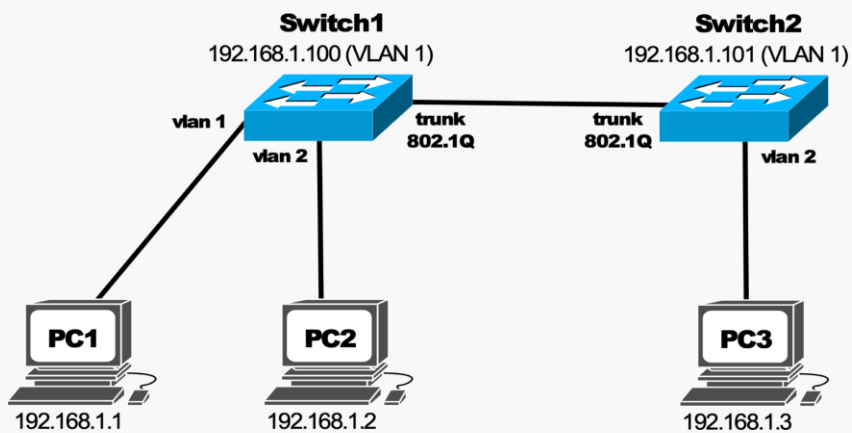 Switch1
192.168.1.100 (VLAN 1)
Switch2
192.168.1.101 (VLAN 1)
vlan 1
vlan 2
trunk
802.1Q
trunk
802.1Q
vlan 2
PC1
PC2
PC3
192.168.1.1
192.168.1.2
192.168.1.3